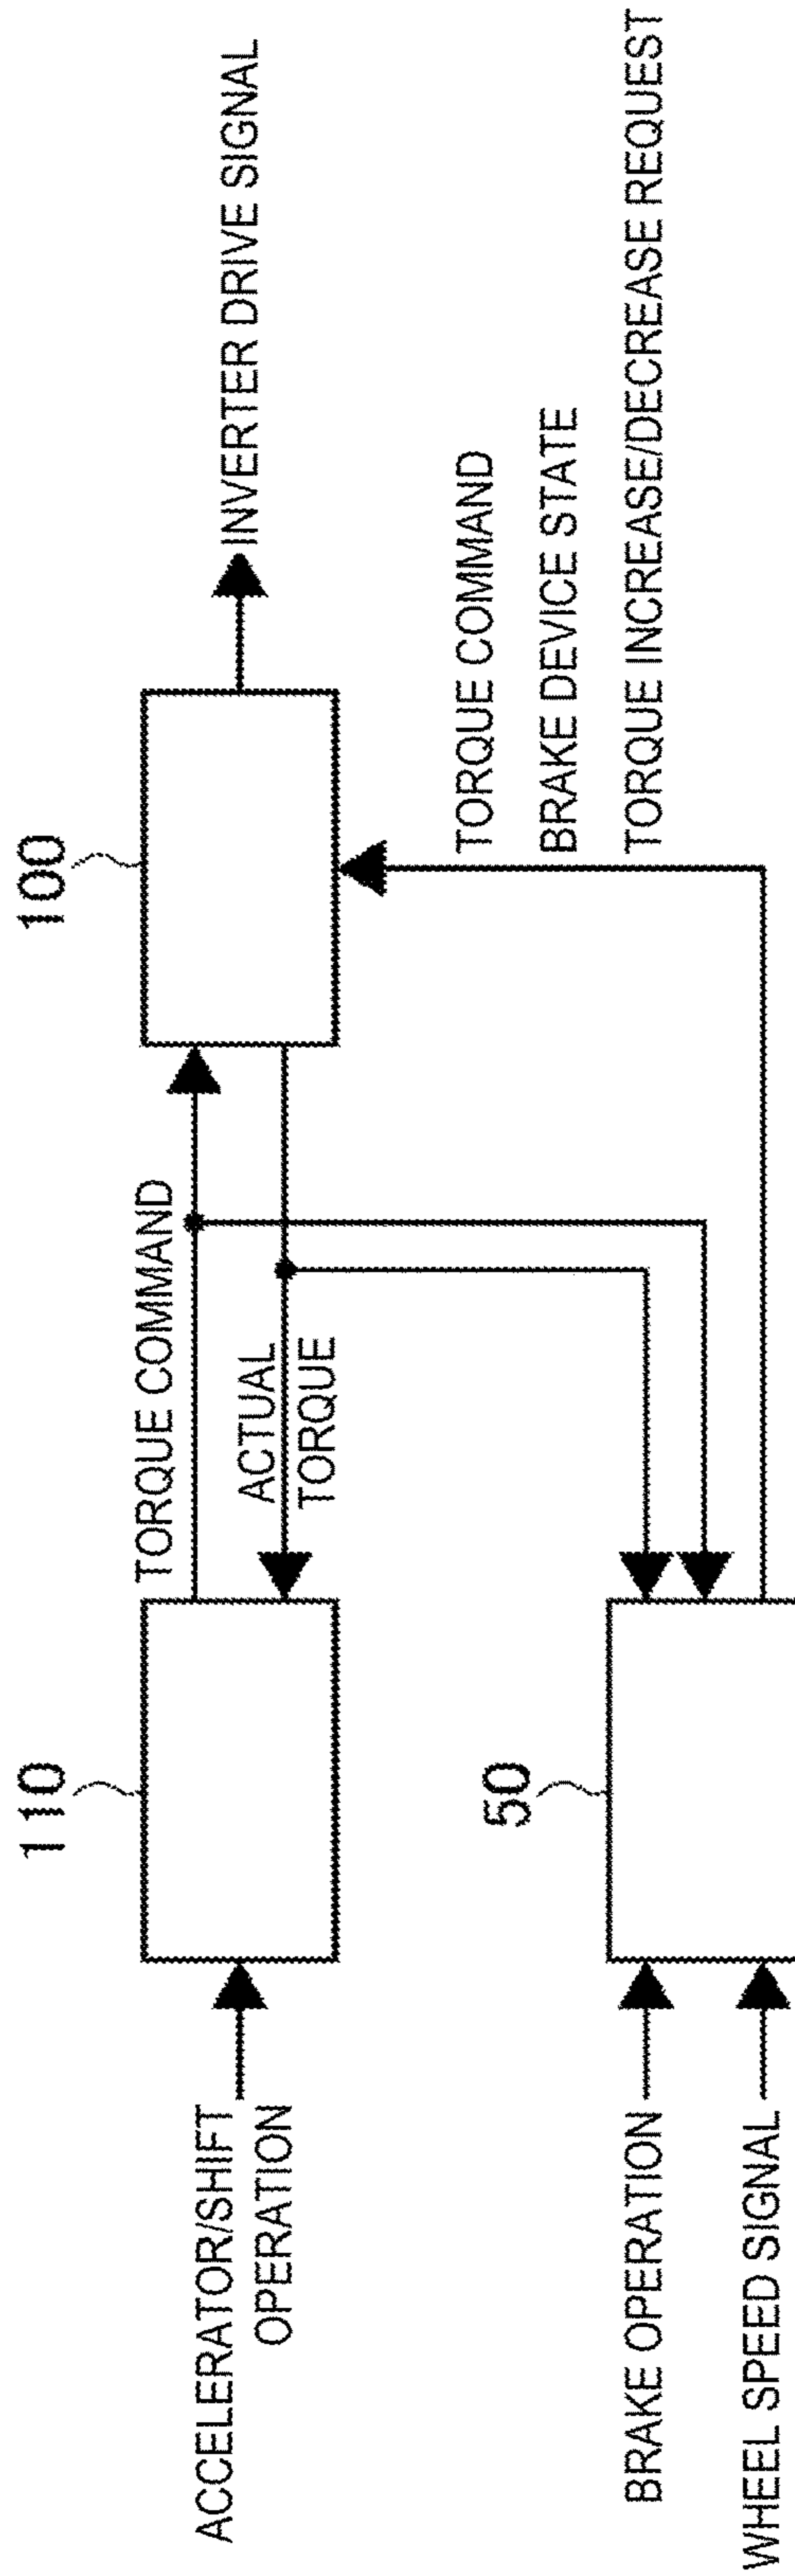 110
100
ACCELERATOR/SHIFT
OPERATION
TORQUE COMMAND
ACTUAL
TORQUE
INVERTER DRIVE SIGNAL
50
BRAKE OPERATION
WHEEL SPEED SIGNAL
TORQUE COMMAND
BRAKE DEVICE STATE
TORQUE INCREASE/DECREASE REQUEST